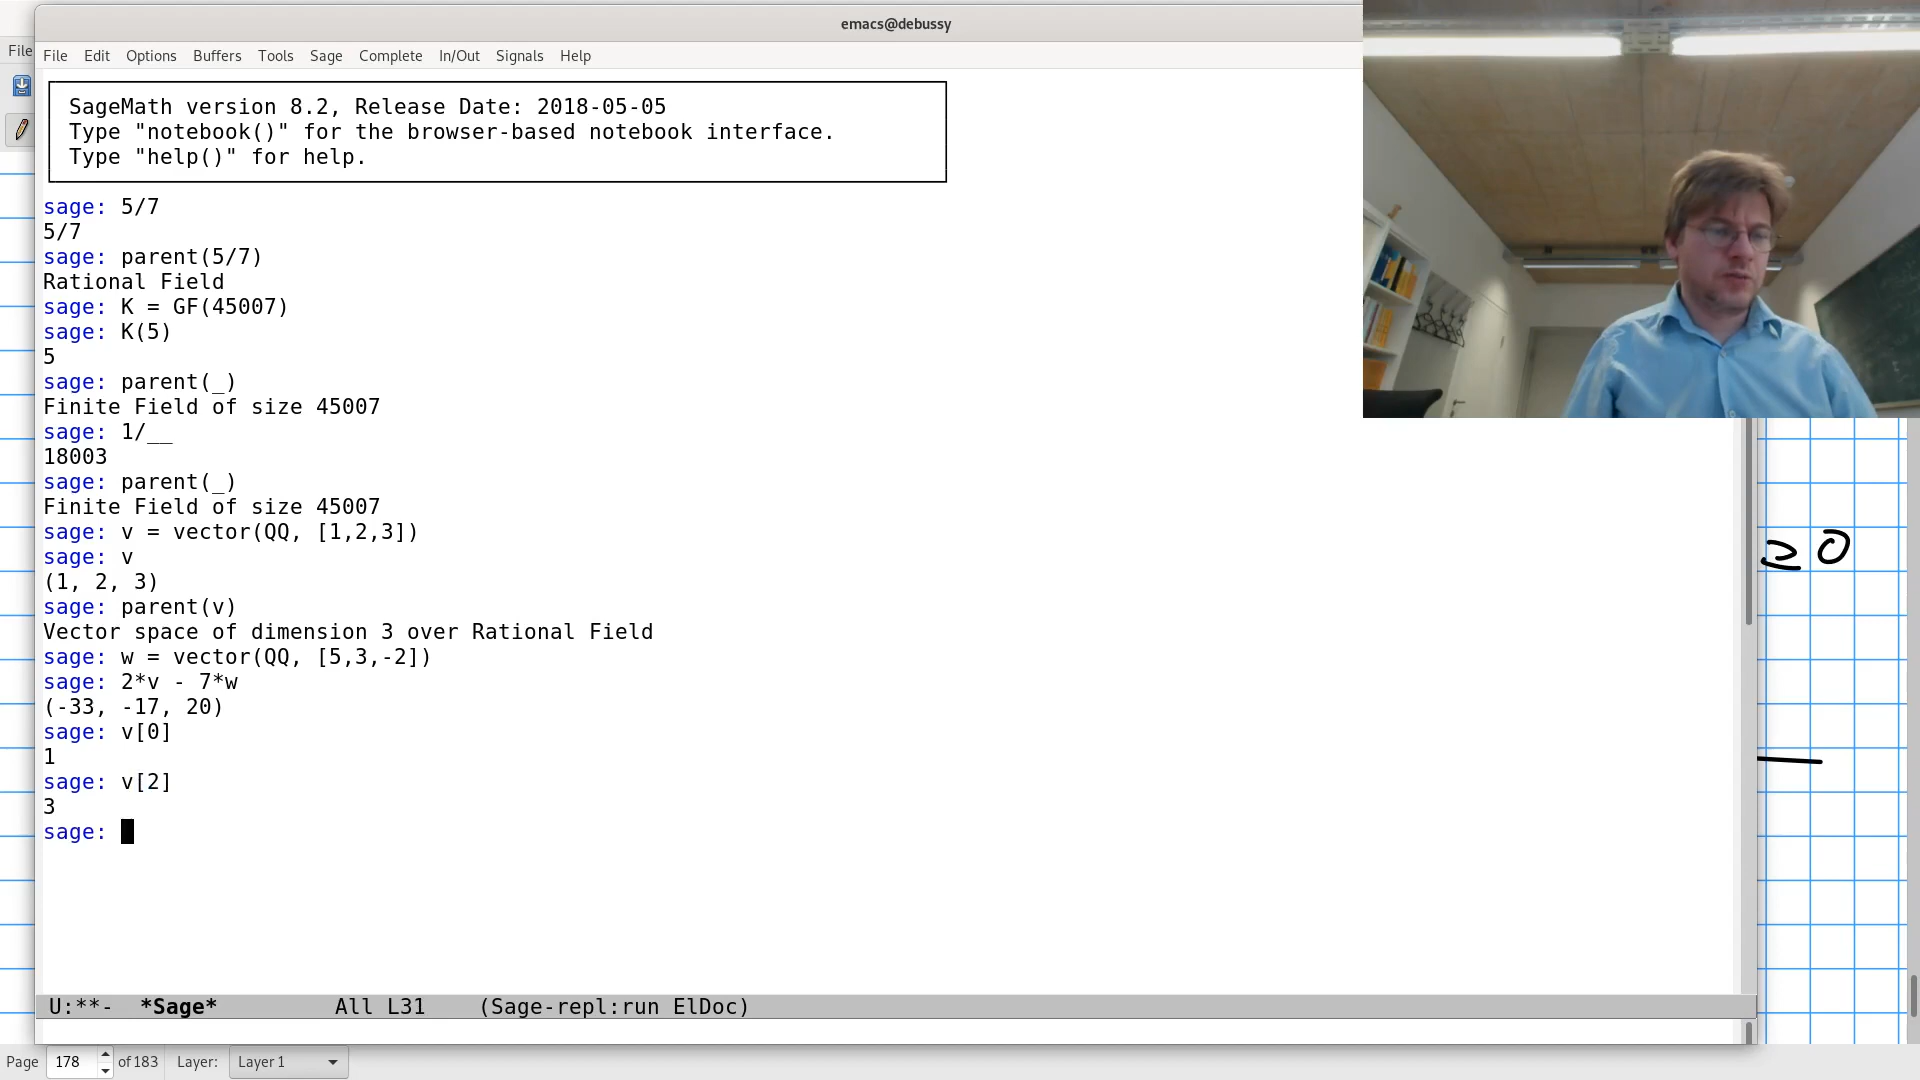 emacs@debussy
File
File Edit Options Buffers Tools Sage Complete In/Out Signals Help
SageMath version 8.2, Release Date: 2018-05-05
Type "notebook()" for the browser-based notebook interface.
Type "help()" for help.
sage: 5/7
5/7
sage: parent(5/7)
Rational Field
sage: K = GF(45007)
sage: K(5)
5
sage: parent(_)
Finite Field of size 45007
sage: 1/__
18003
sage: parent(_)
Finite Field of size 45007
sage: v = vector(QQ, [1,2,3])
sage: v
(1, 2, 3)
sage: parent(v)
Vector space of dimension 3 over Rational Field
sage: w = vector(QQ, [5,3,-2])
sage: 2*v - 7*w
(-33, -17, 20)
sage: v[0]
1
sage: v[2]
3
sage:
≥0
U:**- *Sage* All L31 (Sage-repl:run ElDoc)
Page 178 of 183 Layer: Layer 1